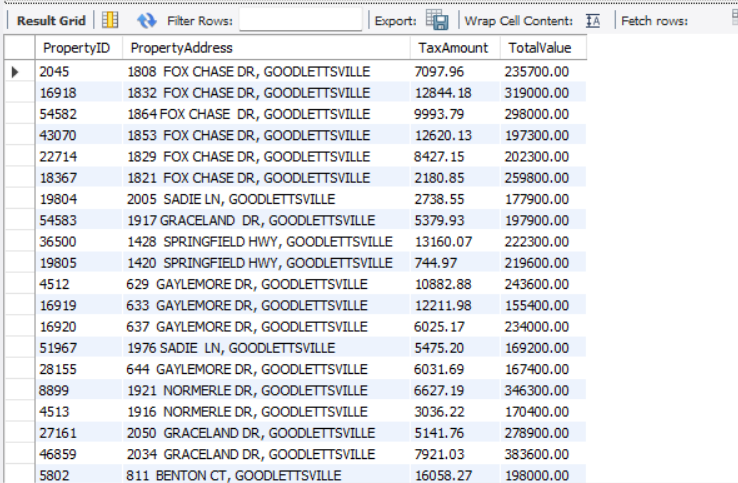 Result Grid Filter Rows: Export: Wrap Cell Content: IA Fetch rows:
PropertyID PropertyAddress TaxAmount TotalValue
2045 1808 FOX CHASE DR, GOODLETTSVILLE 7097.96 235700.00
16918 1832 FOX CHASE DR, GOODLETTSVILLE 12844.18 319000.00
54582 1864 FOX CHASE DR, GOODLETTSVILLE 9993.79 298000.00
43070 1853 FOX CHASE DR, GOODLETTSVILLE 12620.13 197300.00
22714 1829 FOX CHASE DR, GOODLETTSVILLE 8427.15 202300.00
18367 1821 FOX CHASE DR, GOODLETTSVILLE 2180.85 259800.00
19804 2005 SADIE LN, GOODLETTSVILLE 2738.55 177900.00
54583 1917 GRACELAND DR, GOODLETTSVILLE 5379.93 197900.00
36500 1428 SPRINGFIELD HWY, GOODLETTSVILLE 13160.07 222300.00
19805 1420 SPRINGFIELD HWY, GOODLETTSVILLE 744.97 219600.00
4512 629 GAYLEMORE DR, GOODLETTSVILLE 10882.88 243600.00
16919 633 GAYLEMORE DR, GOODLETTSVILLE 12211.98 155400.00
16920 637 GAYLEMORE DR, GOODLETTSVILLE 6025.17 234000.00
51967 1976 SADIE LN, GOODLETTSVILLE 5475.20 169200.00
28155 644 GAYLEMORE DR, GOODLETTSVILLE 6031.69 167400.00
8899 1921 NORMERLE DR, GOODLETTSVILLE 6627.19 346300.00
4513 1916 NORMERLE DR, GOODLETTSVILLE 3036.22 170400.00
27161 2050 GRACELAND DR, GOODLETTSVILLE 5141.76 278900.00
46859 2034 GRACELAND DR, GOODLETTSVILLE 7921.03 383600.00
5802 811 BENTON CT, GOODLETTSVILLE 16058.27 198000.00